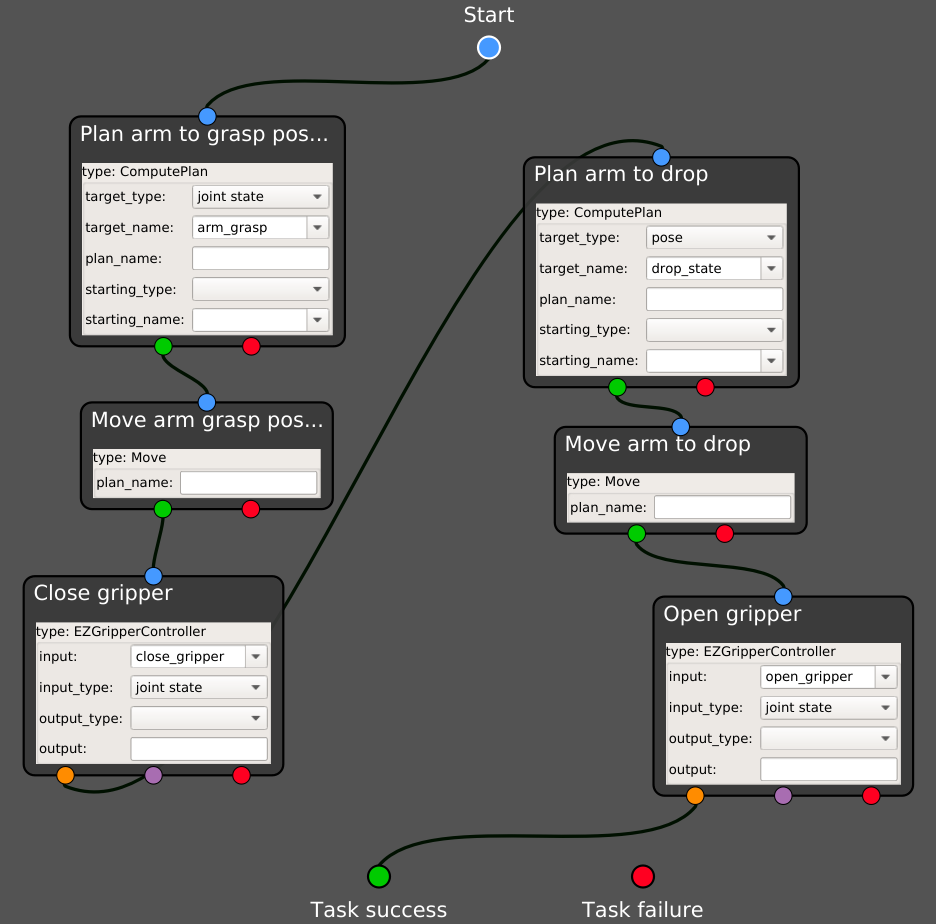 Start
Plan arm to grasp pos...
type: ComputePlan
target_type: joint state
target_name: arm_grasp
plan_name:
starting_type:
starting_name:
Move arm grasp pos...
type: Move
plan_name:
Close gripper
type: EZGripperController
input: close_gripper
input_type: joint state
output_type:
output:
Plan arm to drop
type: ComputePlan
target_type: pose
target_name: drop_state
plan_name:
starting_type:
starting_name:
Move arm to drop
type: Move
plan_name:
Open gripper
type: EZGripperController
input: open_gripper
input_type: joint state
output_type:
output:
Task success
Task failure